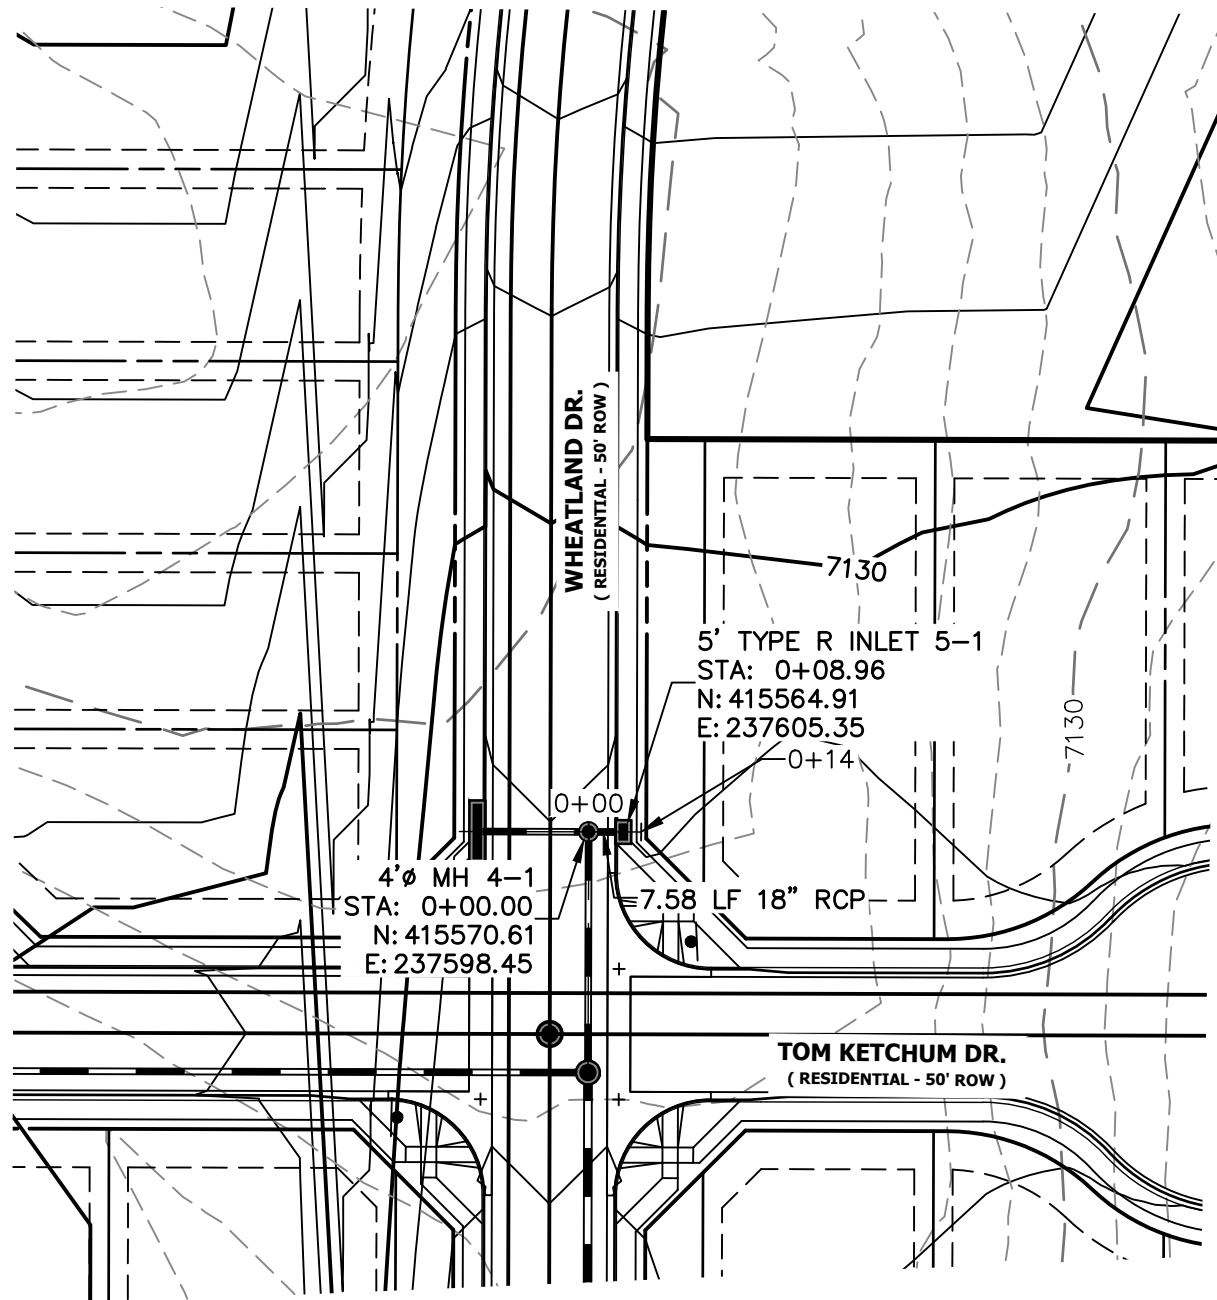 WHEATLAND DR.
( RESIDENTIAL - 50' ROW )
7130
5' TYPE R INLET 5-1
STA: 0+08.96
N: 415564.91
E: 237605.35
7130
0+14
0+00
4'ø MH 4-1
STA: 0+00.00
N: 415570.61
E: 237598.45
7.58 LF 18" RCP
TOM KETCHUM DR.
( RESIDENTIAL - 50' ROW )